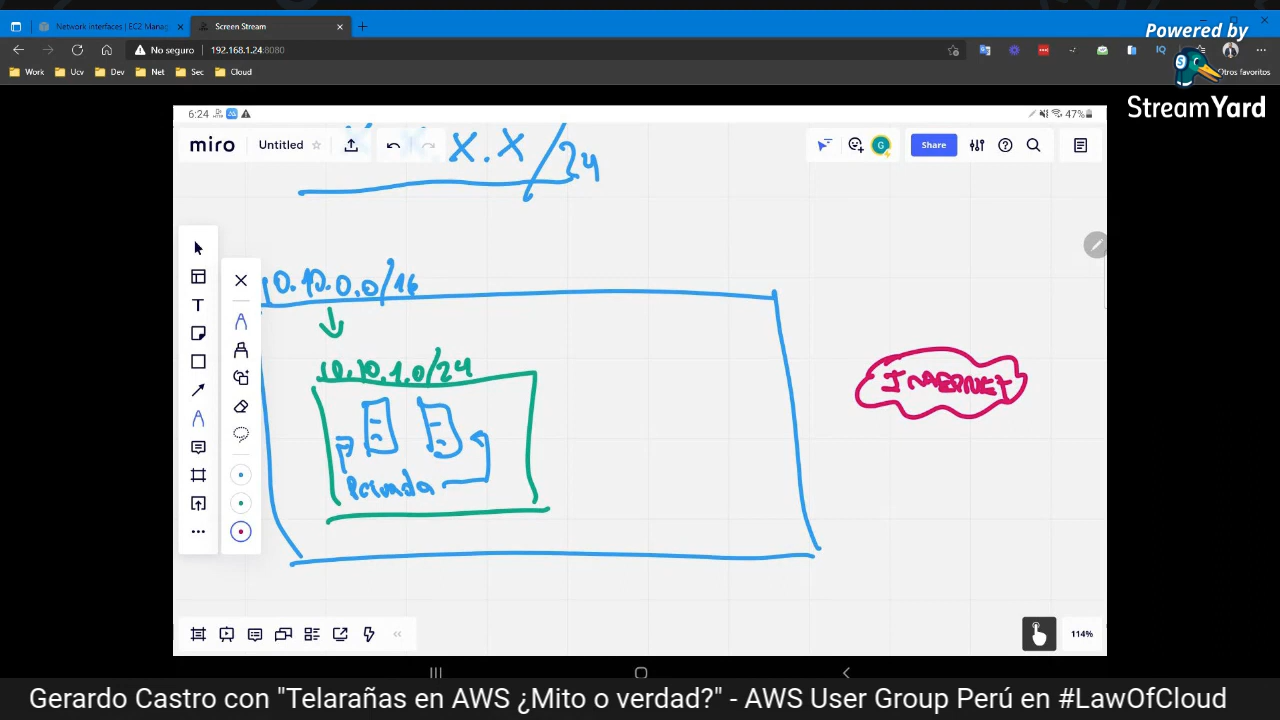 Network interfaces | EC2 Manag
Screen Stream
Powered by
No seguro
192.168.1.24:8080
Work
Ucv
Dev
Net
Sec
Cloud
Otros favoritos
StreamYard
6:24
47%
miro
Untitled
Share
X.X/24
10.10.0.0/16
10.10.1.0/24
Privada
INTERNET
114%
Gerardo Castro con "Telarañas en AWS ¿Mito o verdad?" - AWS User Group Perú en #LawOfCloud